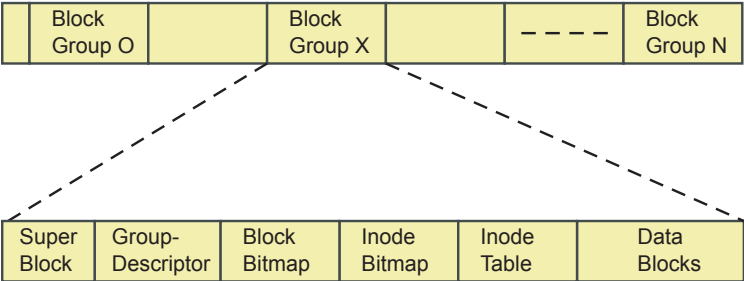 Block
Group O
Block
Group X
Block
Group N
Super
Block
Group-
Descriptor
Block
Bitmap
Inode
Bitmap
Inode
Table
Data
Blocks